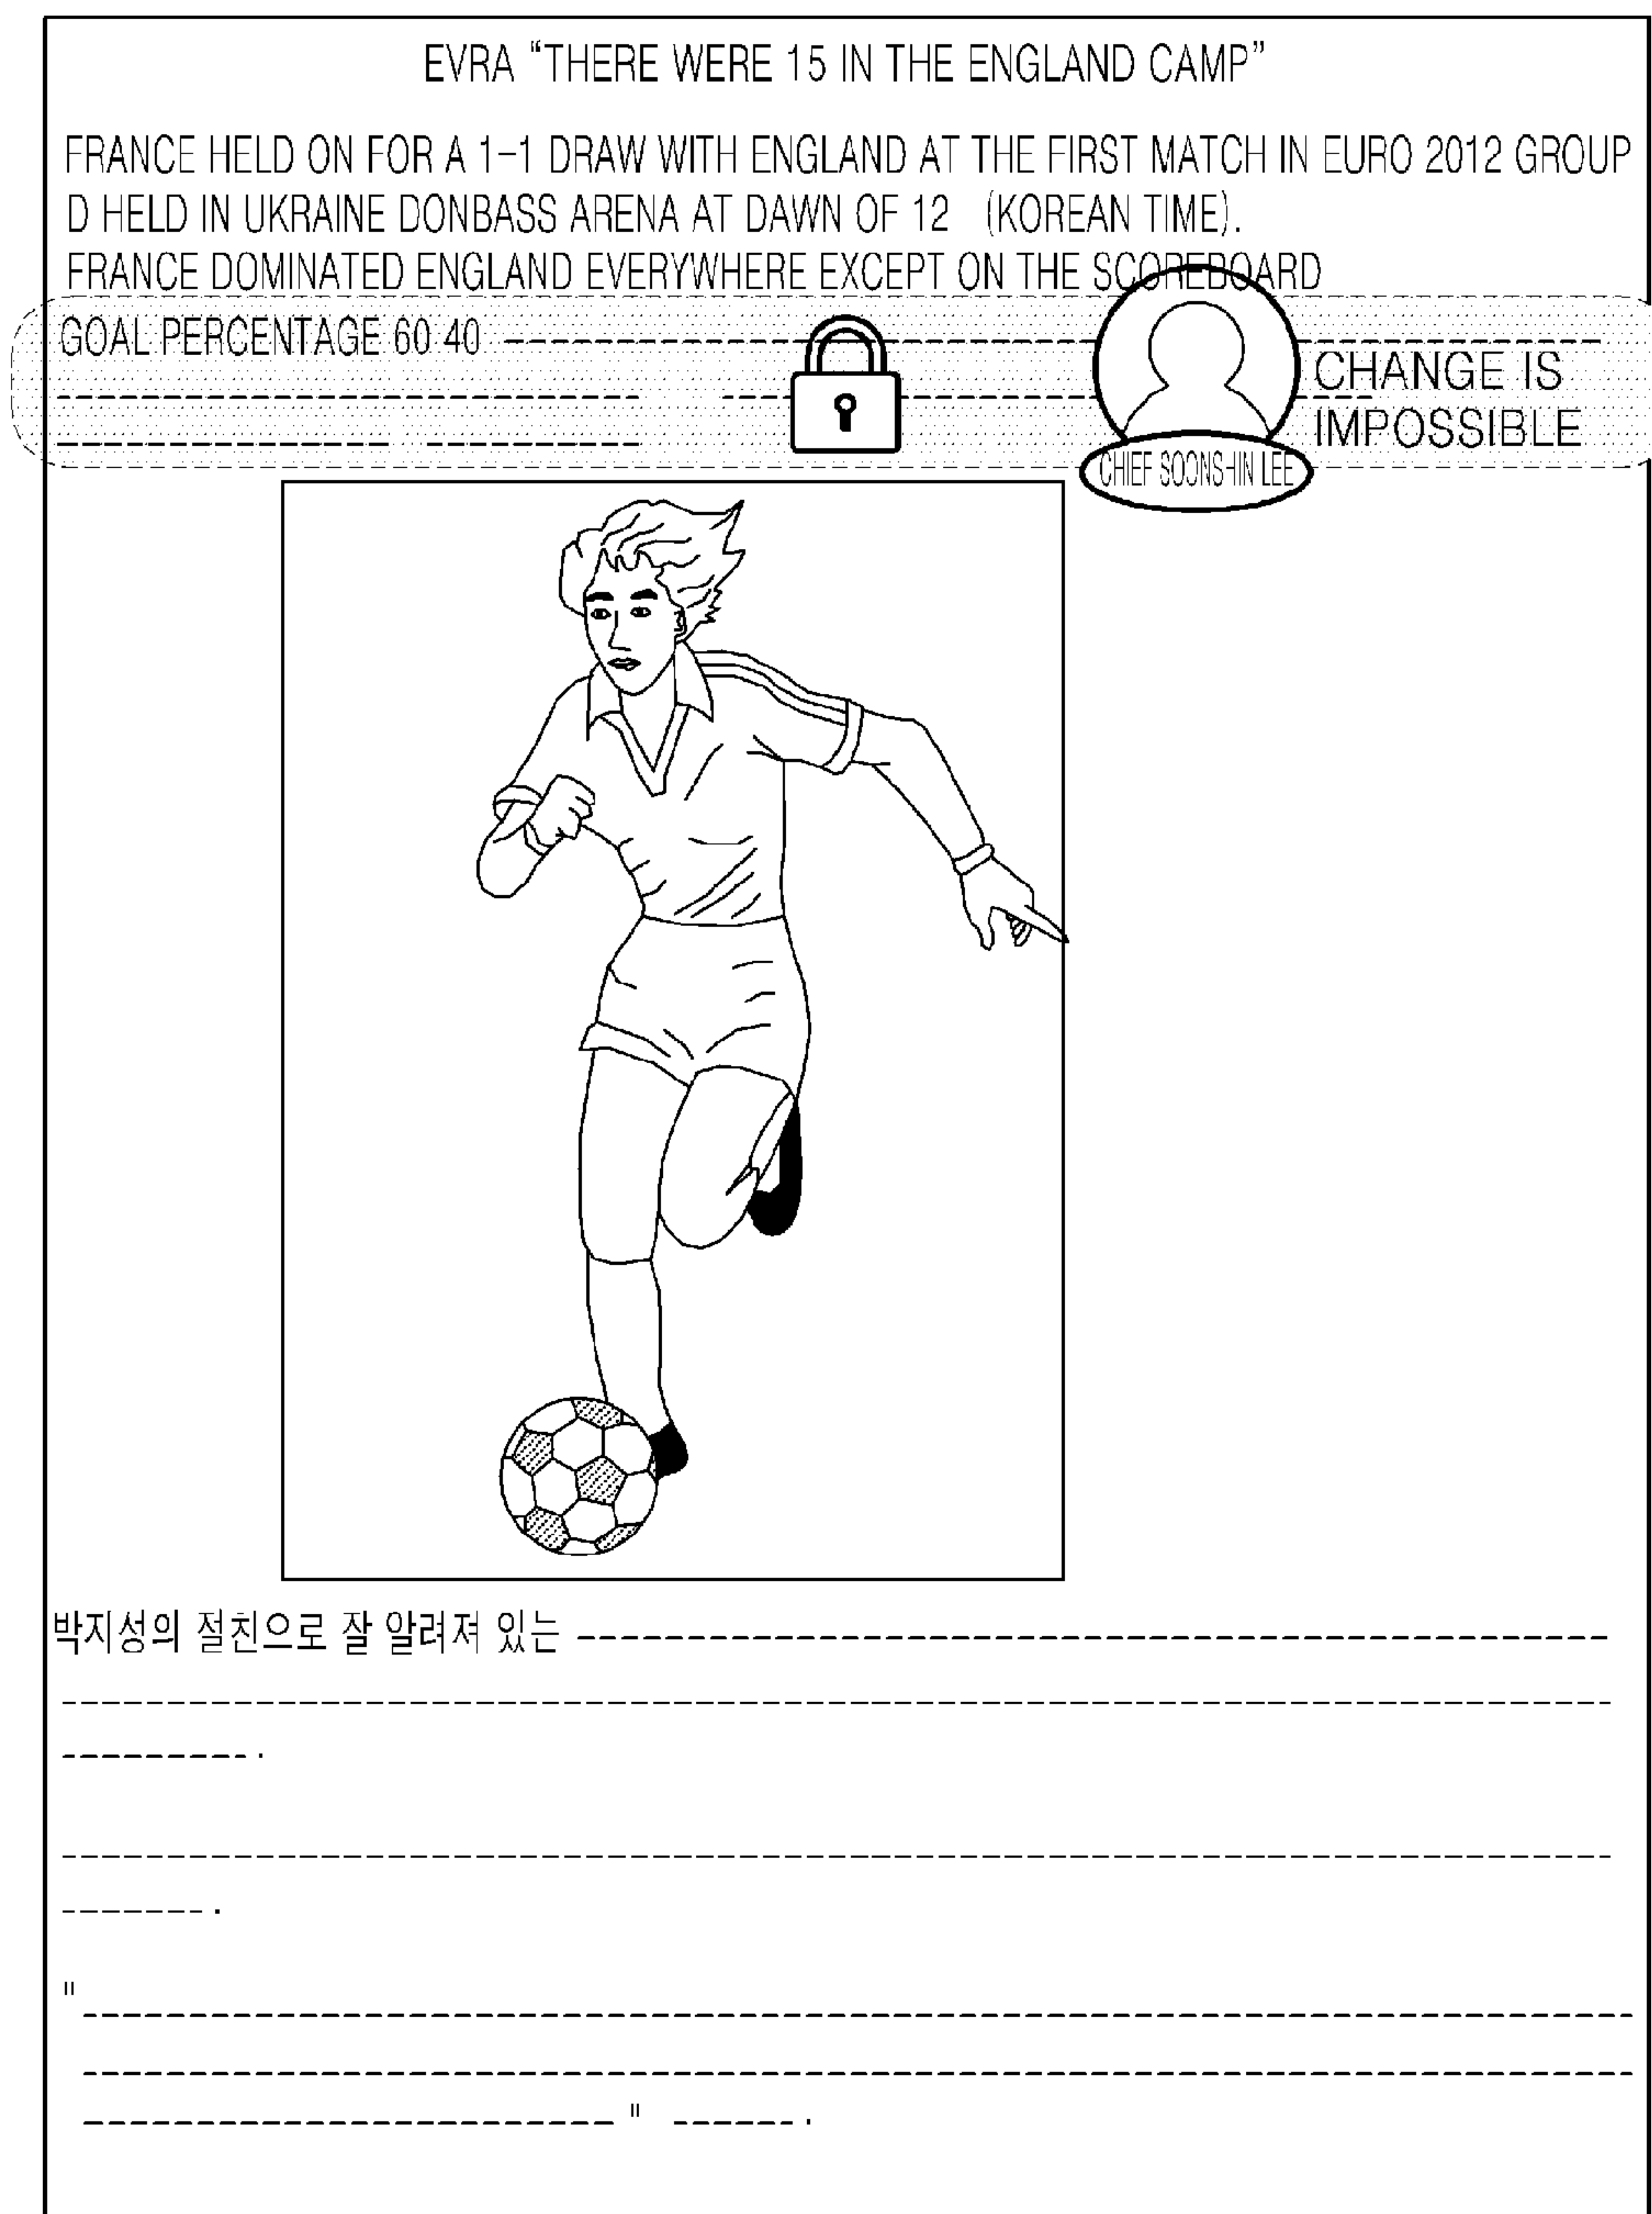 EVRA “THERE WERE 15 IN THE ENGLAND CAMP”
FRANCE HELD ON FOR A 1-1 DRAW WITH ENGLAND AT THE FIRST MATCH IN EURO 2012 GROUP
D HELD IN UKRAINE DONBASS ARENA AT DAWN OF 12 (KOREAN TIME).
FRANCE DOMINATED ENGLAND EVERYWHERE EXCEPT ON THE SCOREBOARD
GOAL PERCENTAGE 60 40
CHANGE IS
IMPOSSIBLE
CHIEF SOONSHIN LEE
박지성의 절친으로 잘 알려져 있는